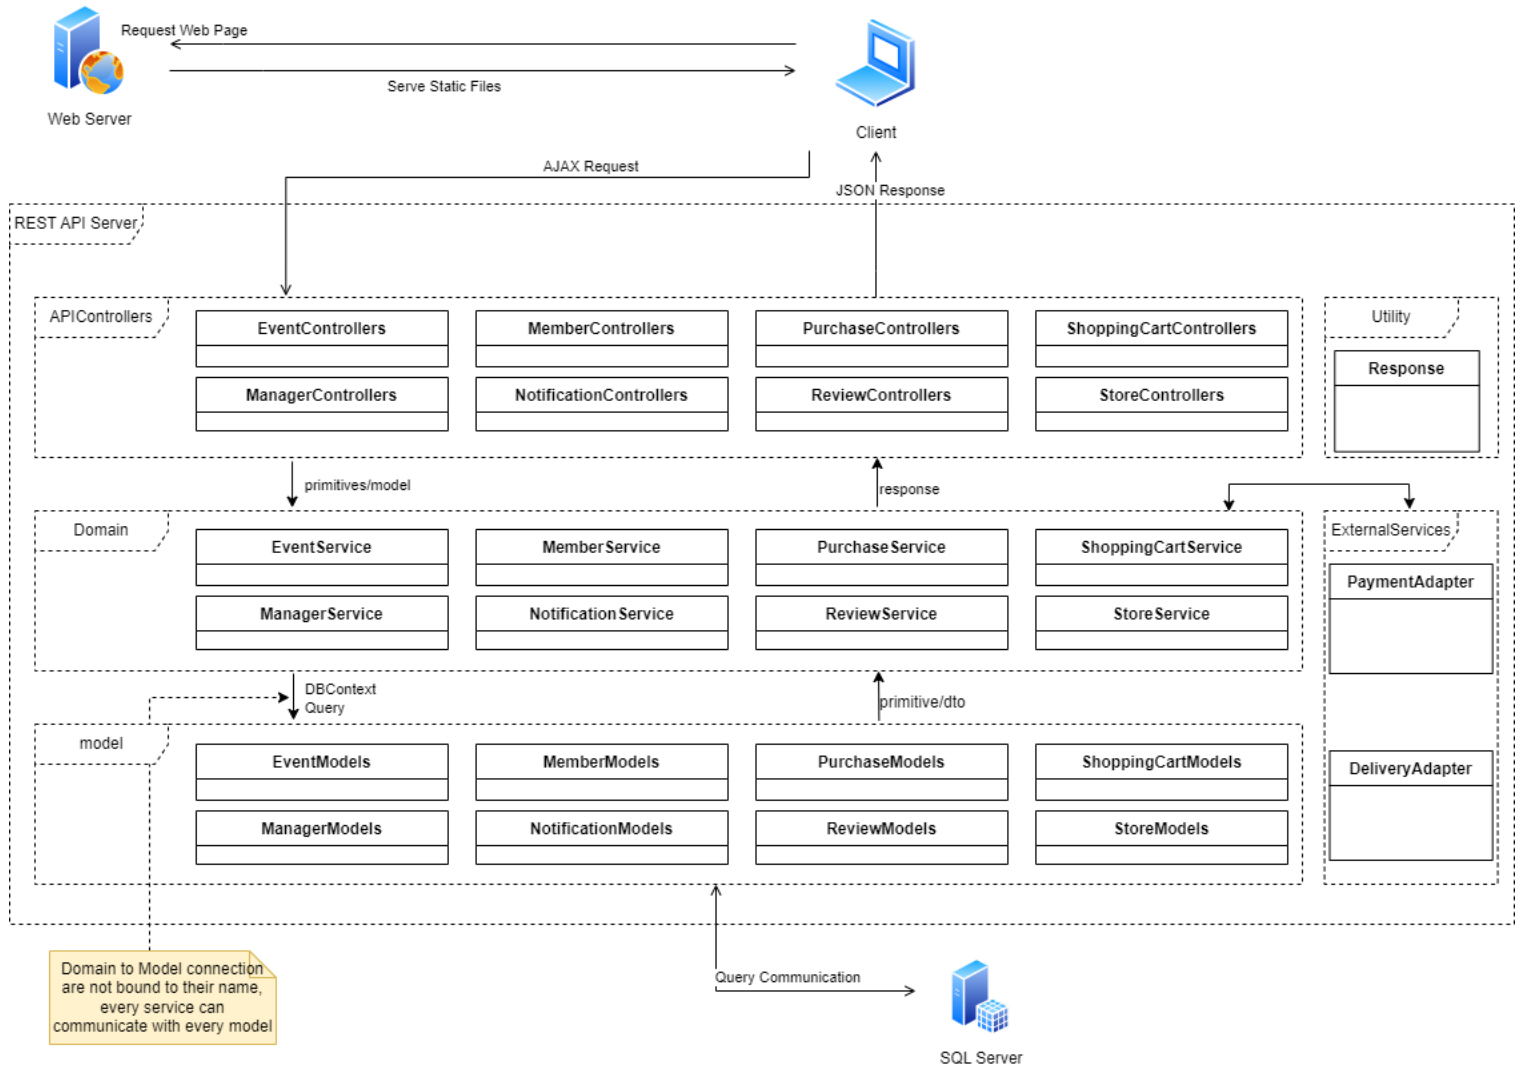 Request Web Page
Serve Static Files
Web Server
Client
AJAX Request
JSON Response
REST API Server
APIControllers
EventControllers
MemberControllers
PurchaseControllers
ShoppingCartControllers
ManagerControllers
NotificationControllers
ReviewControllers
StoreControllers
Utility
Response
primitives/model
response
Domain
EventService
MemberService
PurchaseService
ShoppingCartService
ManagerService
NotificationService
ReviewService
StoreService
ExternalServices
PaymentAdapter
DeliveryAdapter
DBContext
Query
primitive/dto
model
EventModels
MemberModels
PurchaseModels
ShoppingCartModels
ManagerModels
NotificationModels
ReviewModels
StoreModels
Domain to Model connection
are not bound to their name,
every service can
communicate with every model
Query Communication
SQL Server